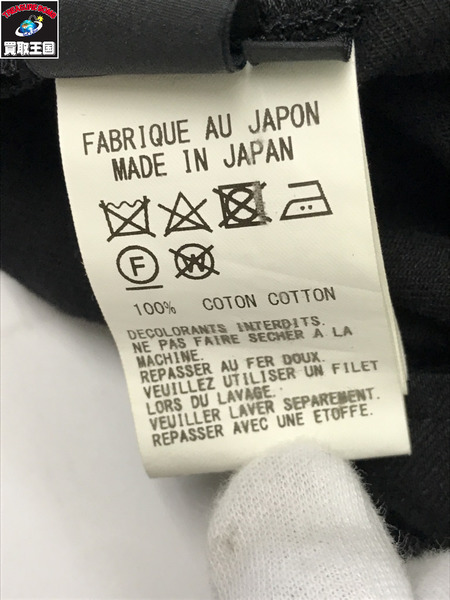 TREASURE KINGDOM
買取王国
FABRIQUE AU JAPON
MADE IN JAPAN
F
W
100% COTON COTTON
DECOLORANTS INTERDITS.
NE PAS FAIRE SECHER A LA
MACHINE.
REPASSER AU FER DOUX.
VEUILLEZ UTILISER UN FILET
LORS DU LAVAGE.
VEUILLER LAVER SEPAREMENT.
REPASSER AVEC UNE ETOFFE.